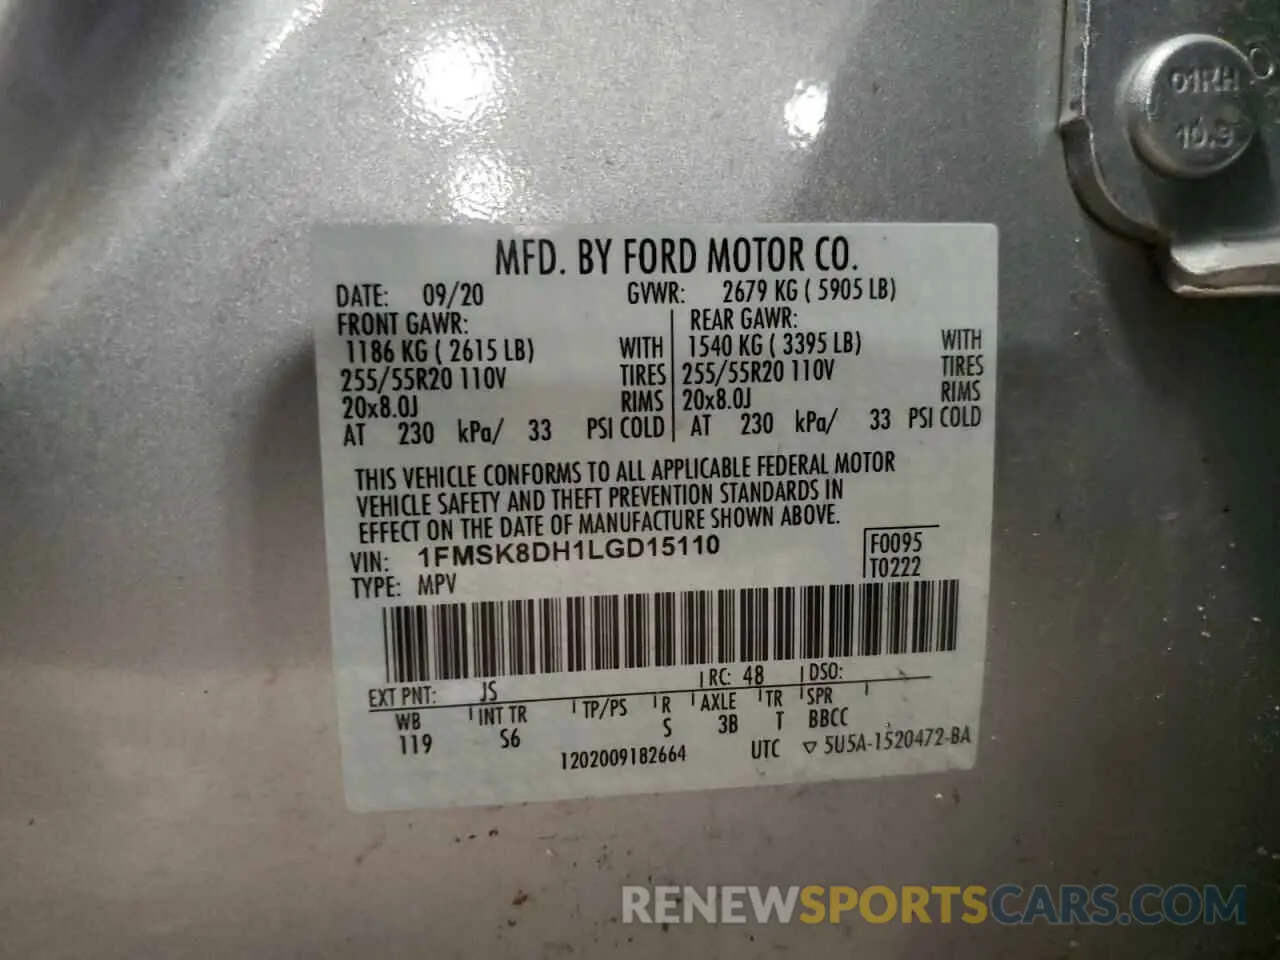 01RH
10.9
MFD. BY FORD MOTOR CO.
DATE: 09/20 GVWR: 2679 KG ( 5905 LB)
FRONT GAWR: REAR GAWR:
1186 KG ( 2615 LB) WITH 1540 KG ( 3395 LB) WITH
255/55R20 110V TIRES 255/55R20 110V TIRES
20x8.0J RIMS 20x8.0J RIMS
AT 230 kPa/ 33 PSI COLD AT 230 kPa/ 33 PSI COLD
THIS VEHICLE CONFORMS TO ALL APPLICABLE FEDERAL MOTOR
VEHICLE SAFETY AND THEFT PREVENTION STANDARDS IN
EFFECT ON THE DATE OF MANUFACTURE SHOWN ABOVE.
VIN: 1FMSK8DH1LGD15110 F0095
TYPE: MPV T0222
EXT PNT: JS RC: 48 DSO:
WB INT TR TP/PS R AXLE TR SPR
119 S6 S 3B T BBCC
1202009182664 UTC ▽ 5U5A-1520472-BA
RENEWSPORTSCARS.COM